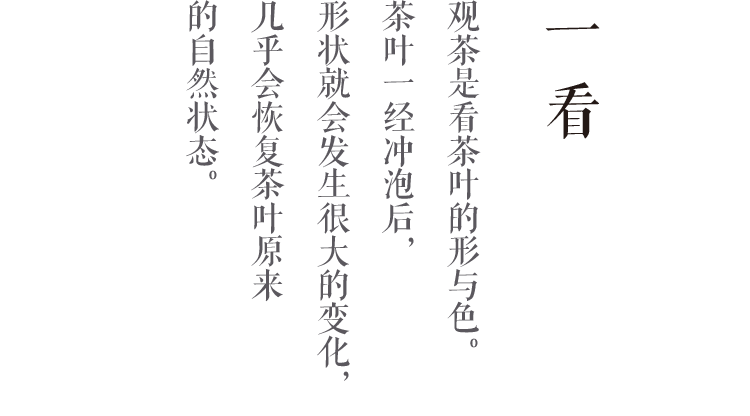 一看
观茶是看茶叶的形与色。
茶叶一经冲泡后，
形状就会发生很大的变化，
几乎会恢复茶叶原来
的自然状态。